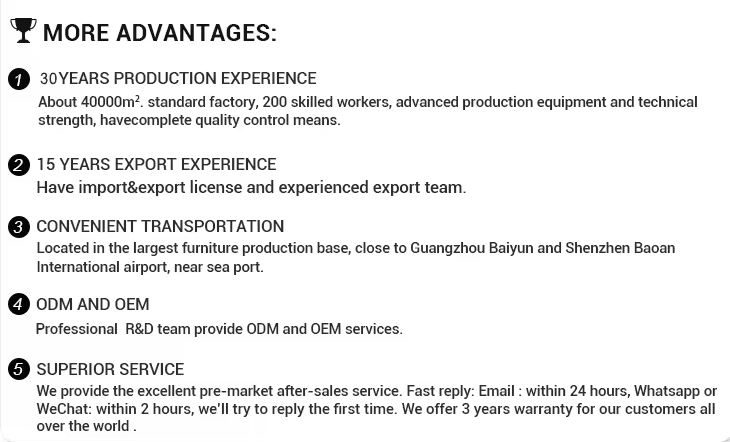 MORE ADVANTAGES:
1 30YEARS PRODUCTION EXPERIENCE
About 40000m². standard factory, 200 skilled workers, advanced production equipment and technical
strength, havecomplete quality control means.
2 15 YEARS EXPORT EXPERIENCE
Have import&export license and experienced export team.
3 CONVENIENT TRANSPORTATION
Located in the largest furniture production base, close to Guangzhou Baiyun and Shenzhen Baoan
International airport, near sea port.
4 ODM AND OEM
Professional R&D team provide ODM and OEM services.
5 SUPERIOR SERVICE
We provide the excellent pre-market after-sales service. Fast reply: Email : within 24 hours, Whatsapp or
WeChat: within 2 hours, we'll try to reply the first time. We offer 3 years warranty for our customers all
over the world .